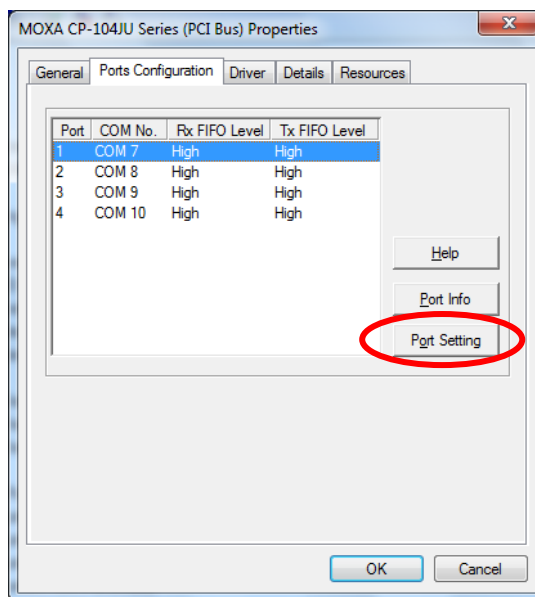 MOXA CP-104JU Series (PCI Bus) Properties
General Ports Configuration Driver Details Resources
Port COM No. Rx FIFO Level Tx FIFO Level
1 COM 7 High High
2 COM 8 High High
3 COM 9 High High
4 COM 10 High High
Help
Port Info
Port Setting
OK Cancel